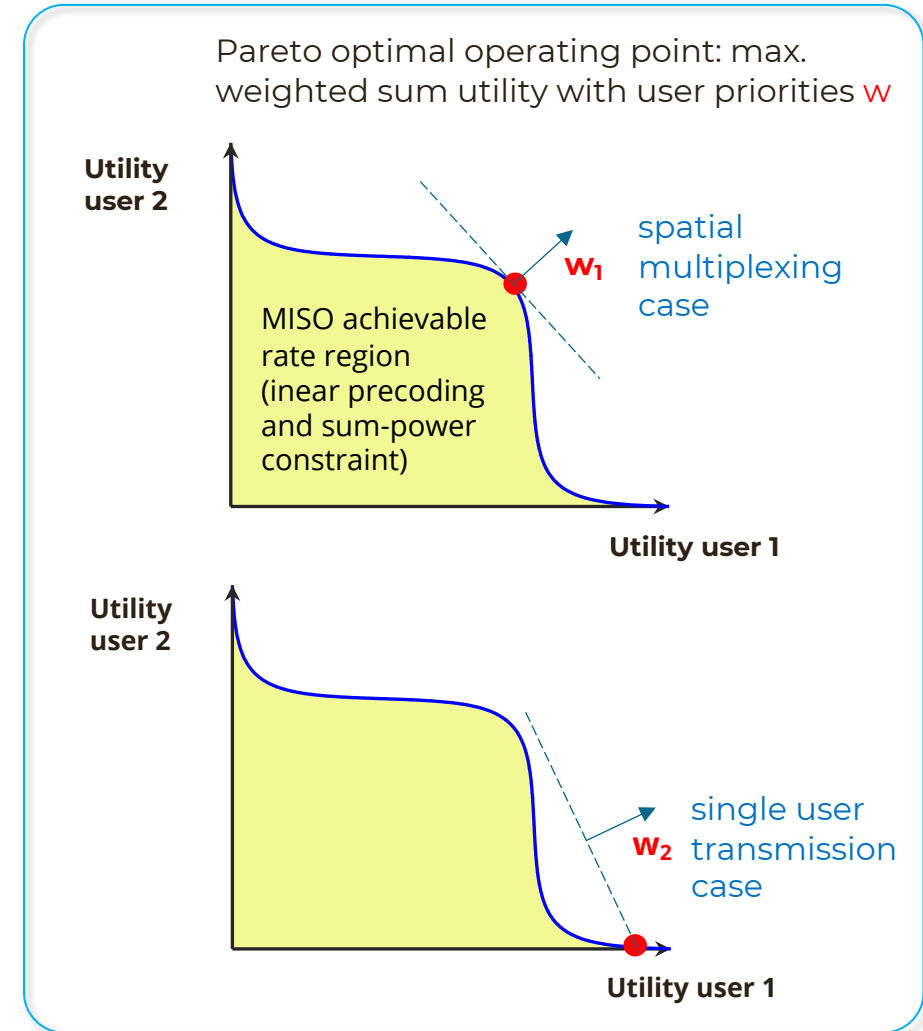 Pareto optimal operating point: max.
weighted sum utility with user priorities w
Utility
user 2
spatial
multiplexing
case
w1
MISO achievable
rate region
(inear precoding
and sum-power
constraint)
Utility user 1
Utility
user 2
single user
transmission
case
w2
Utility user 1